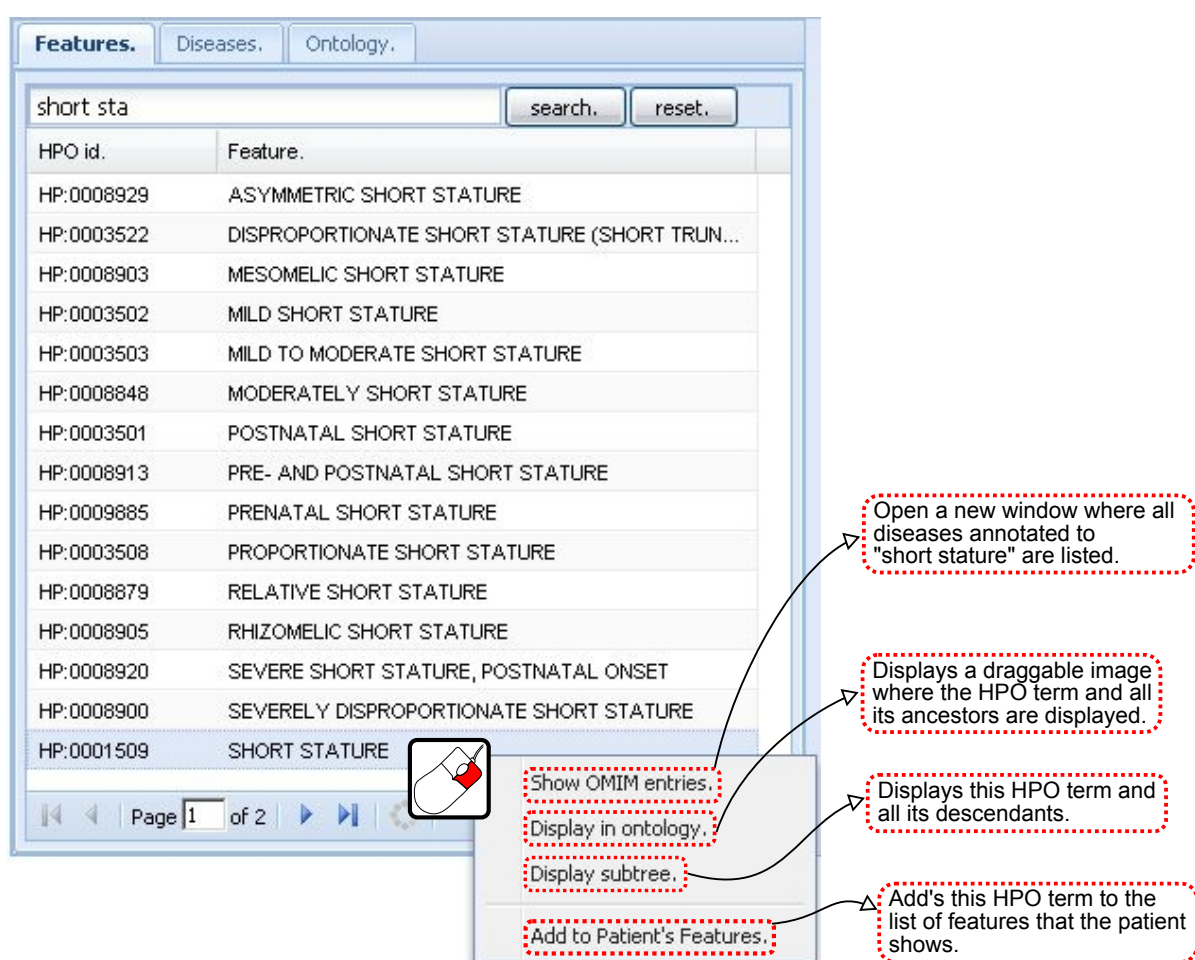 Features. Diseases. Ontology.
short sta search. reset.
HPO id. Feature.
HP:0008929 ASYMMETRIC SHORT STATURE
HP:0003522 DISPROPORTIONATE SHORT STATURE (SHORT TRUN...
HP:0008903 MESOMELIC SHORT STATURE
HP:0003502 MILD SHORT STATURE
HP:0003503 MILD TO MODERATE SHORT STATURE
HP:0008848 MODERATELY SHORT STATURE
HP:0003501 POSTNATAL SHORT STATURE
HP:0008913 PRE- AND POSTNATAL SHORT STATURE
HP:0009885 PRENATAL SHORT STATURE
HP:0003508 PROPORTIONATE SHORT STATURE
HP:0008879 RELATIVE SHORT STATURE
HP:0008905 RHIZOMELIC SHORT STATURE
HP:0008920 SEVERE SHORT STATURE, POSTNATAL ONSET
HP:0008900 SEVERELY DISPROPORTIONATE SHORT STATURE
HP:0001509 SHORT STATURE
Page 1 of 2
Show OMIM entries.
Display in ontology.
Display subtree.
Add to Patient's Features.
Open a new window where all
diseases annotated to
"short stature" are listed.
Displays a draggable image
where the HPO term and all
its ancestors are displayed.
Displays this HPO term and
all its descendants.
Add's this HPO term to the
list of features that the patient
shows.